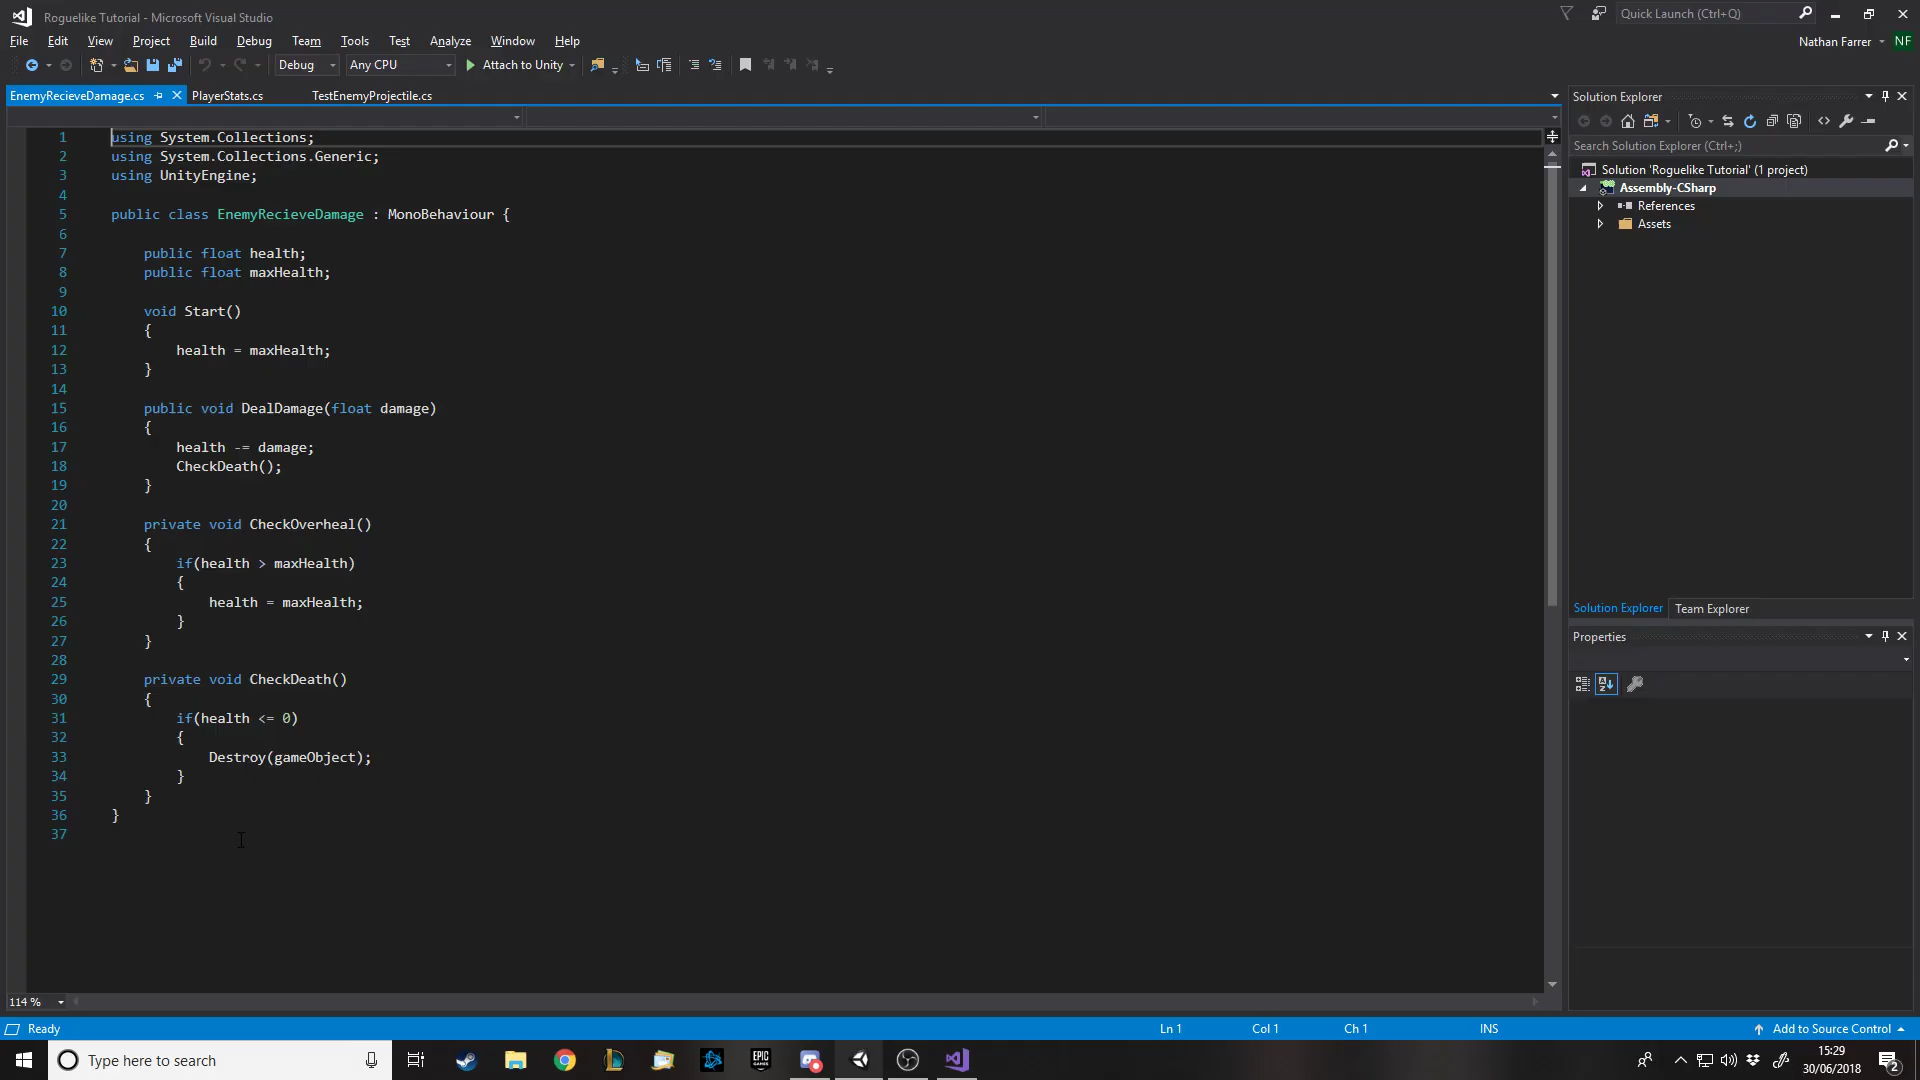 Roguelike Tutorial - Microsoft Visual Studio
Quick Launch (Ctrl+Q)
File Edit View Project Build Debug Team Tools Test Analyze Window Help
Nathan Farrer NF
Debug Any CPU Attach to Unity
EnemyRecieveDamage.cs PlayerStats.cs TestEnemyProjectile.cs
1 using System.Collections;
2 using System.Collections.Generic;
3 using UnityEngine;
4
5 public class EnemyRecieveDamage : MonoBehaviour {
6
7 public float health;
8 public float maxHealth;
9
10 void Start()
11 {
12 health = maxHealth;
13 }
14
15 public void DealDamage(float damage)
16 {
17 health -= damage;
18 CheckDeath();
19 }
20
21 private void CheckOverheal()
22 {
23 if(health > maxHealth)
24 {
25 health = maxHealth;
26 }
27 }
28
29 private void CheckDeath()
30 {
31 if(health <= 0)
32 {
33 Destroy(gameObject);
34 }
35 }
36 }
37
114 %
Solution Explorer
Search Solution Explorer (Ctrl+;)
Solution 'Roguelike Tutorial' (1 project)
Assembly-CSharp
References
Assets
Solution Explorer Team Explorer
Properties
Ready Ln 1 Col 1 Ch 1 INS Add to Source Control
Type here to search
EPIC
GAMES
15:29
30/06/2018
2